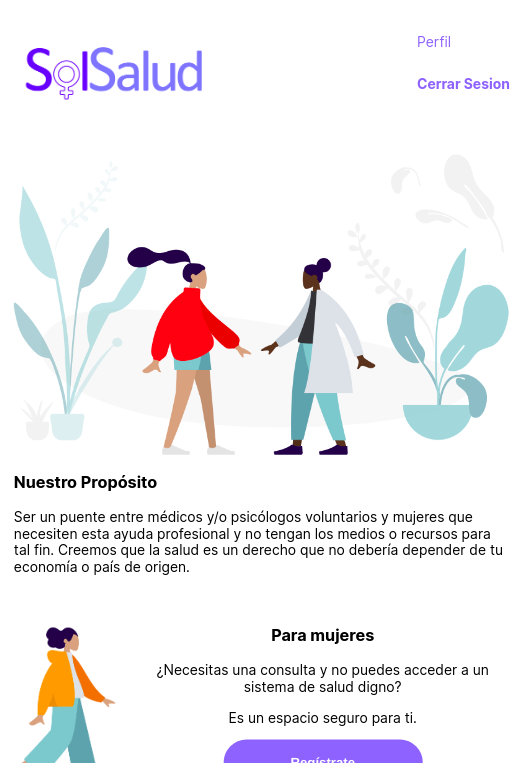 SolSalud
Perfil
Cerrar Sesion
Nuestro Propósito
Ser un puente entre médicos y/o psicólogos voluntarios y mujeres que
necesiten esta ayuda profesional y no tengan los medios o recursos para
tal fin. Creemos que la salud es un derecho que no debería depender de tu
economía o país de origen.
Para mujeres
¿Necesitas una consulta y no puedes acceder a un
sistema de salud digno?
Es un espacio seguro para ti.
Regístrate